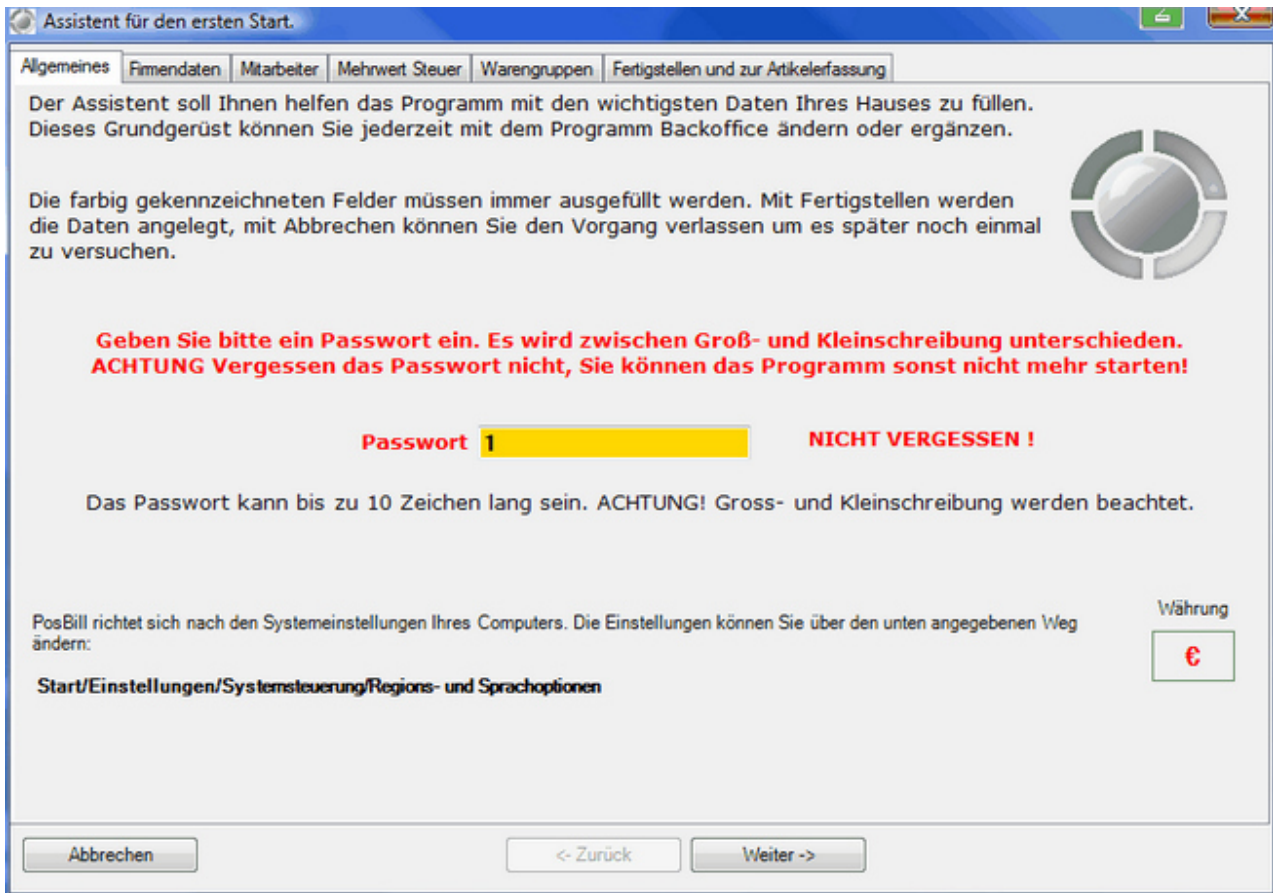 Assistent für den ersten Start.
Allgemeines Firmendaten Mitarbeiter Mehrwert Steuer Warengruppen Fertigstellen und zur Artikelerfassung
Der Assistent soll Ihnen helfen das Programm mit den wichtigsten Daten Ihres Hauses zu füllen.
Dieses Grundgerüst können Sie jederzeit mit dem Programm Backoffice ändern oder ergänzen.
Die farbig gekennzeichneten Felder müssen immer ausgefüllt werden. Mit Fertigstellen werden
die Daten angelegt, mit Abbrechen können Sie den Vorgang verlassen um es später noch einmal
zu versuchen.
Geben Sie bitte ein Passwort ein. Es wird zwischen Groß- und Kleinschreibung unterschieden.
ACHTUNG Vergessen das Passwort nicht, Sie können das Programm sonst nicht mehr starten!
Passwort 1 NICHT VERGESSEN !
Das Passwort kann bis zu 10 Zeichen lang sein. ACHTUNG! Gross- und Kleinschreibung werden beachtet.
Währung
PosBill richtet sich nach den Systemeinstellungen Ihres Computers. Die Einstellungen können Sie über den unten angegebenen Weg
ändern:
€
Start/Einstellungen/Systemsteuerung/Regions- und Sprachoptionen
Abbrechen <- Zurück Weiter ->